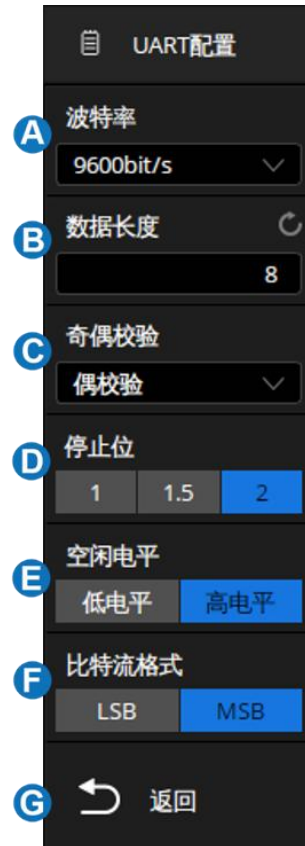 UART配置
A
波特率
9600bit/s
B
数据长度
8
C
奇偶校验
偶校验
D
停止位
1 1.5 2
E
空闲电平
低电平 高电平
F
比特流格式
LSB MSB
G
返回